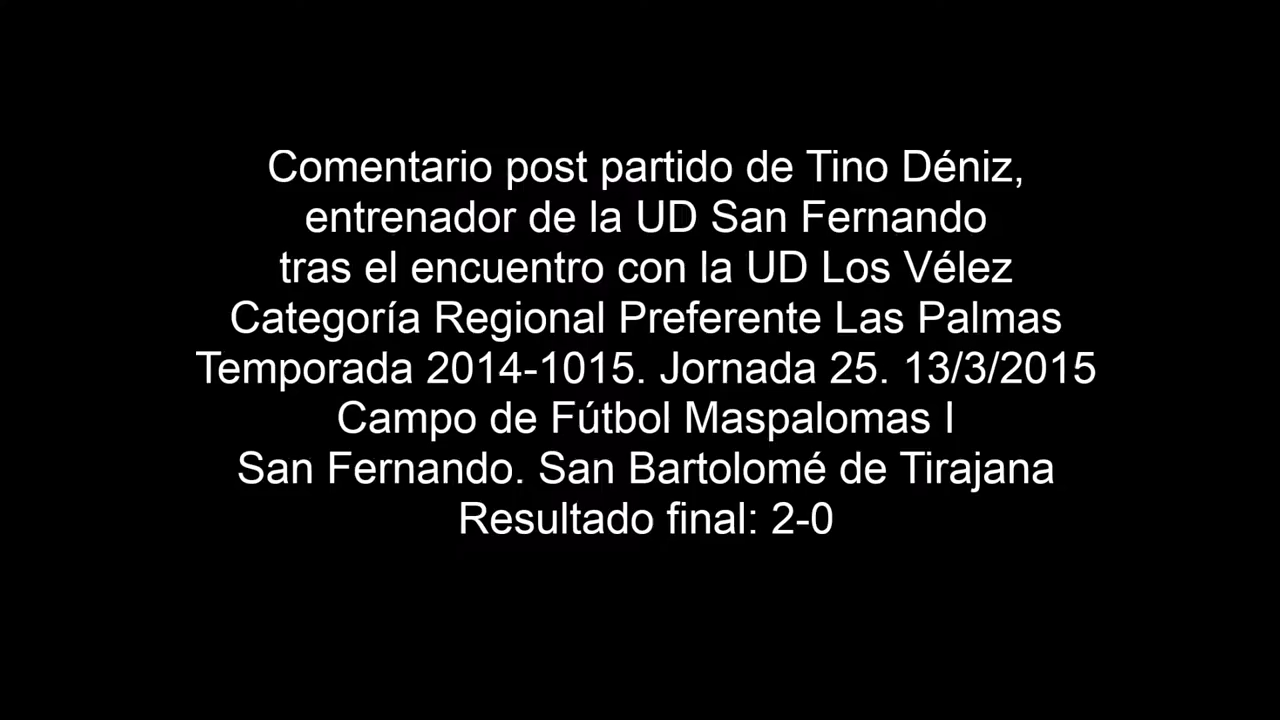 Comentario post partido de Tino Déniz,
entrenador de la UD San Fernando
tras el encuentro con la UD Los Vélez
Categoría Regional Preferente Las Palmas
Temporada 2014-1015. Jornada 25. 13/3/2015
Campo de Fútbol Maspalomas I
San Fernando. San Bartolomé de Tirajana
Resultado final: 2-0